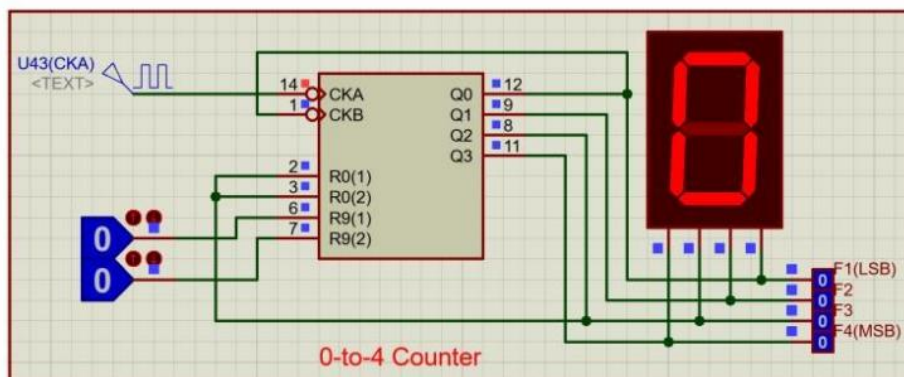 U43(CKA)
<TEXT>
14 CKA Q0 12
1 CKB Q1 9
Q2 8
Q3 11
2 R0(1)
3 R0(2)
6 R9(1)
7 R9(2)
0
0
0
F1(LSB)
0 F2
0 F3
0 F4(MSB)
0
0-to-4 Counter